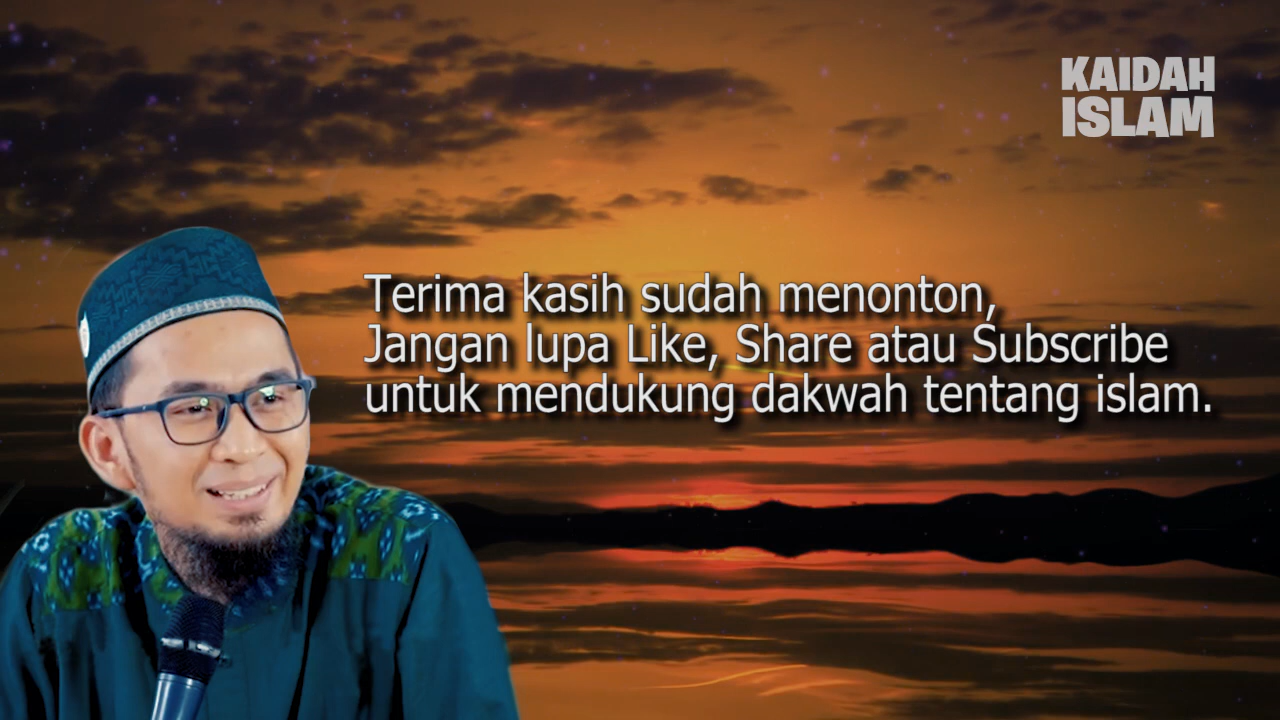 KAIDAH
ISLAM
Terima kasih sudah menonton,
Jangan lupa Like, Share atau Subscribe
untuk mendukung dakwah tentang islam.